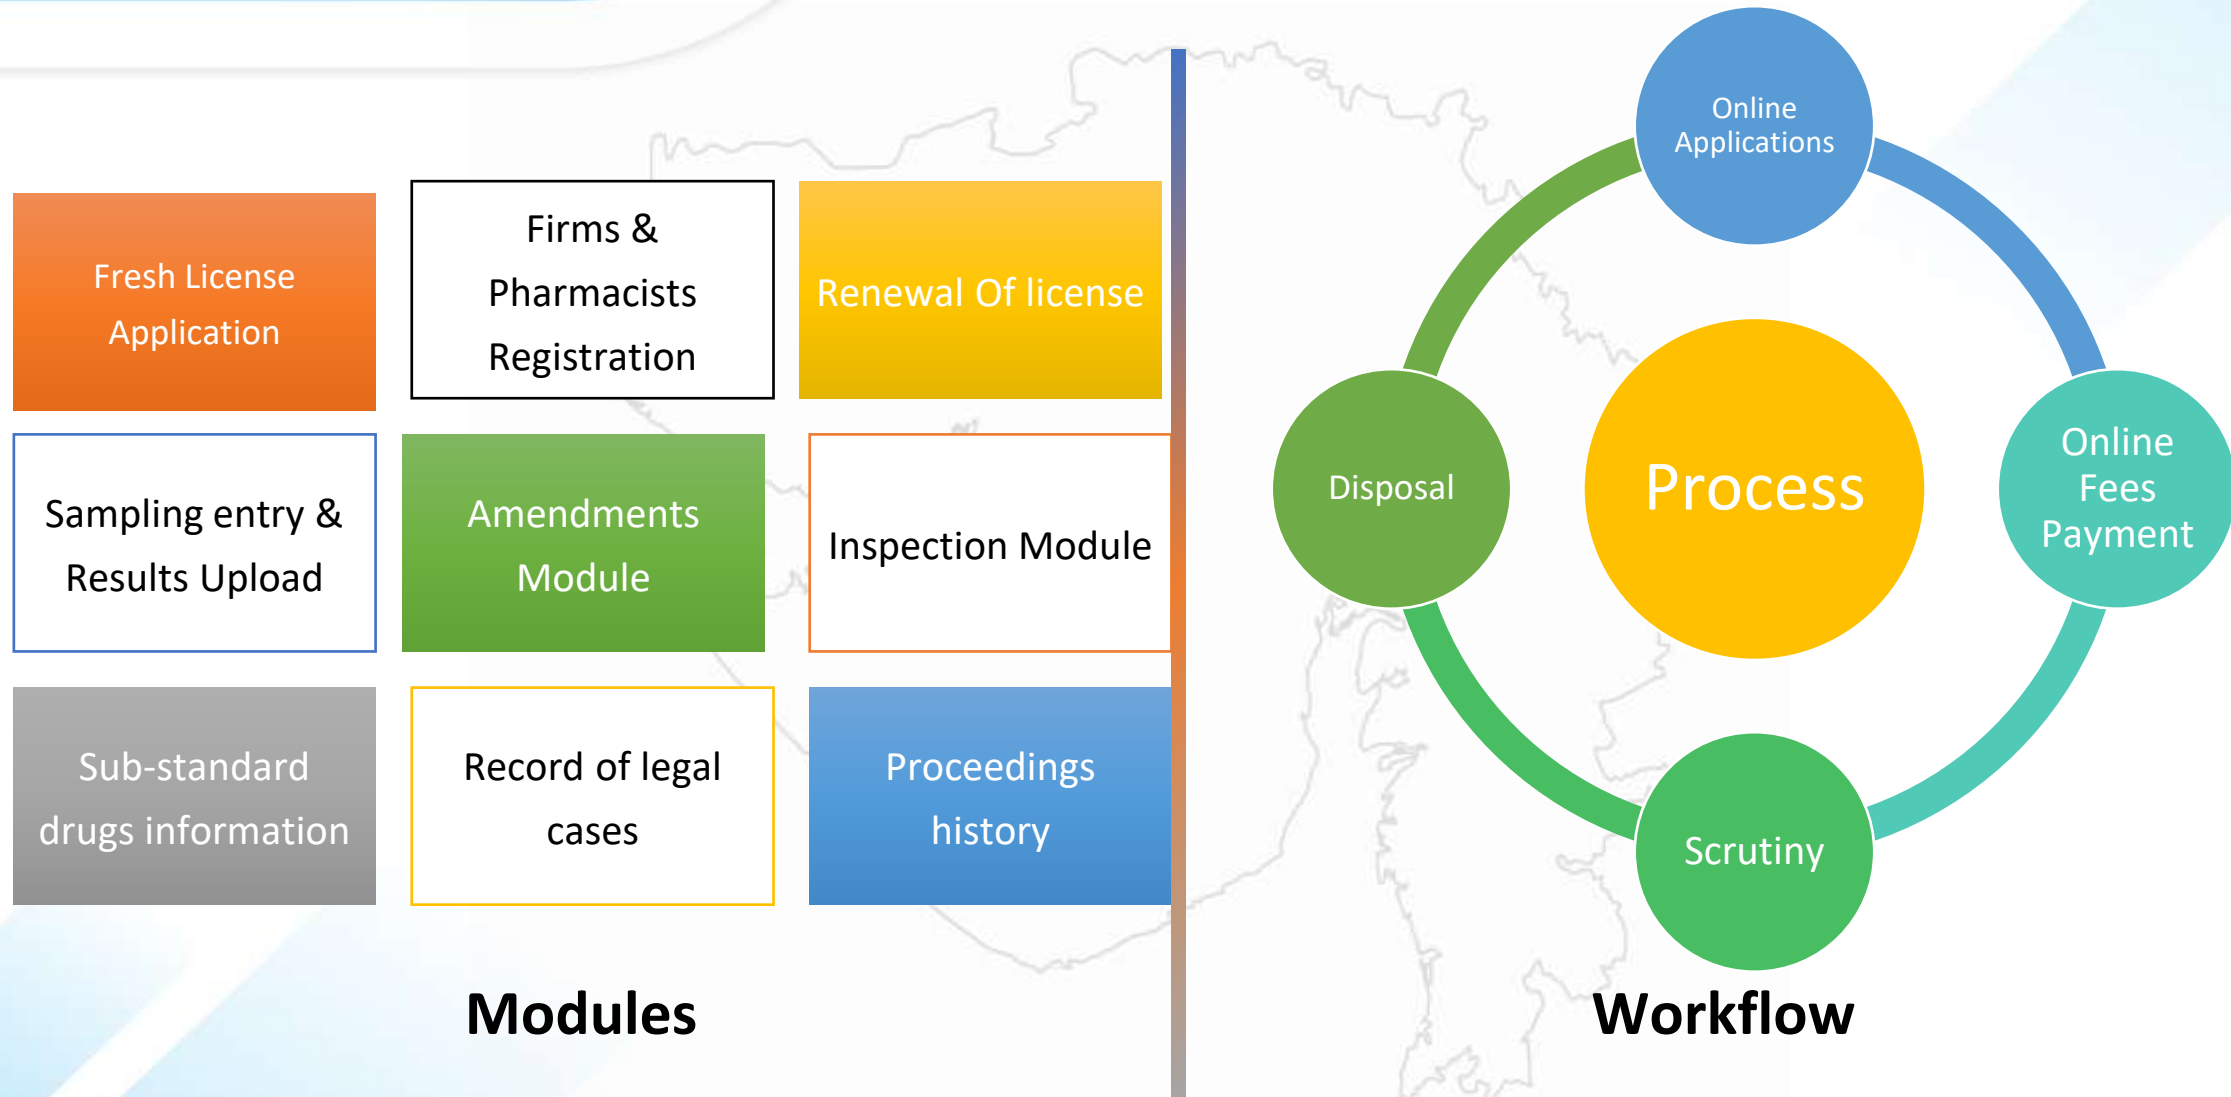 Fresh License
Application
Firms &
Pharmacists
Registration
Renewal Of license
Sampling entry &
Results Upload
Amendments
Module
Inspection Module
Sub-standard
drugs information
Record of legal
cases
Proceedings
history
Modules
Online
Applications
Online
Fees
Payment
Process
Disposal
Scrutiny
Workflow